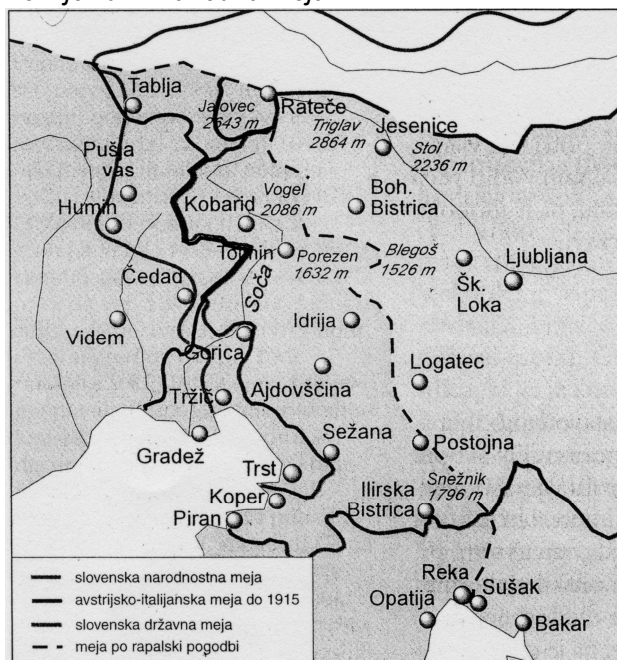 Tablja
Jalovec
2643 m
Rateče
Triglav
2864 m
Jesenice
Stol
2236 m
Pušja
vas
Humin
Kobarid
Vogel
2086 m
Boh.
Bistrica
Tolmin
Porezen
1632 m
Blegoš
1526 m
Šk.
Loka
Ljubljana
Čedad
Soča
Videm
Idrija
Gorica
Logatec
Tržič
Ajdovščina
Gradež
Sežana
Postojna
Trst
Snežnik
1796 m
Koper
Ilirska
Bistrica
Piran
Reka
Sušak
Opatija
Bakar
slovenska narodnostna meja
avstrijsko-italijanska meja do 1915
slovenska državna meja
meja po rapalski pogodbi